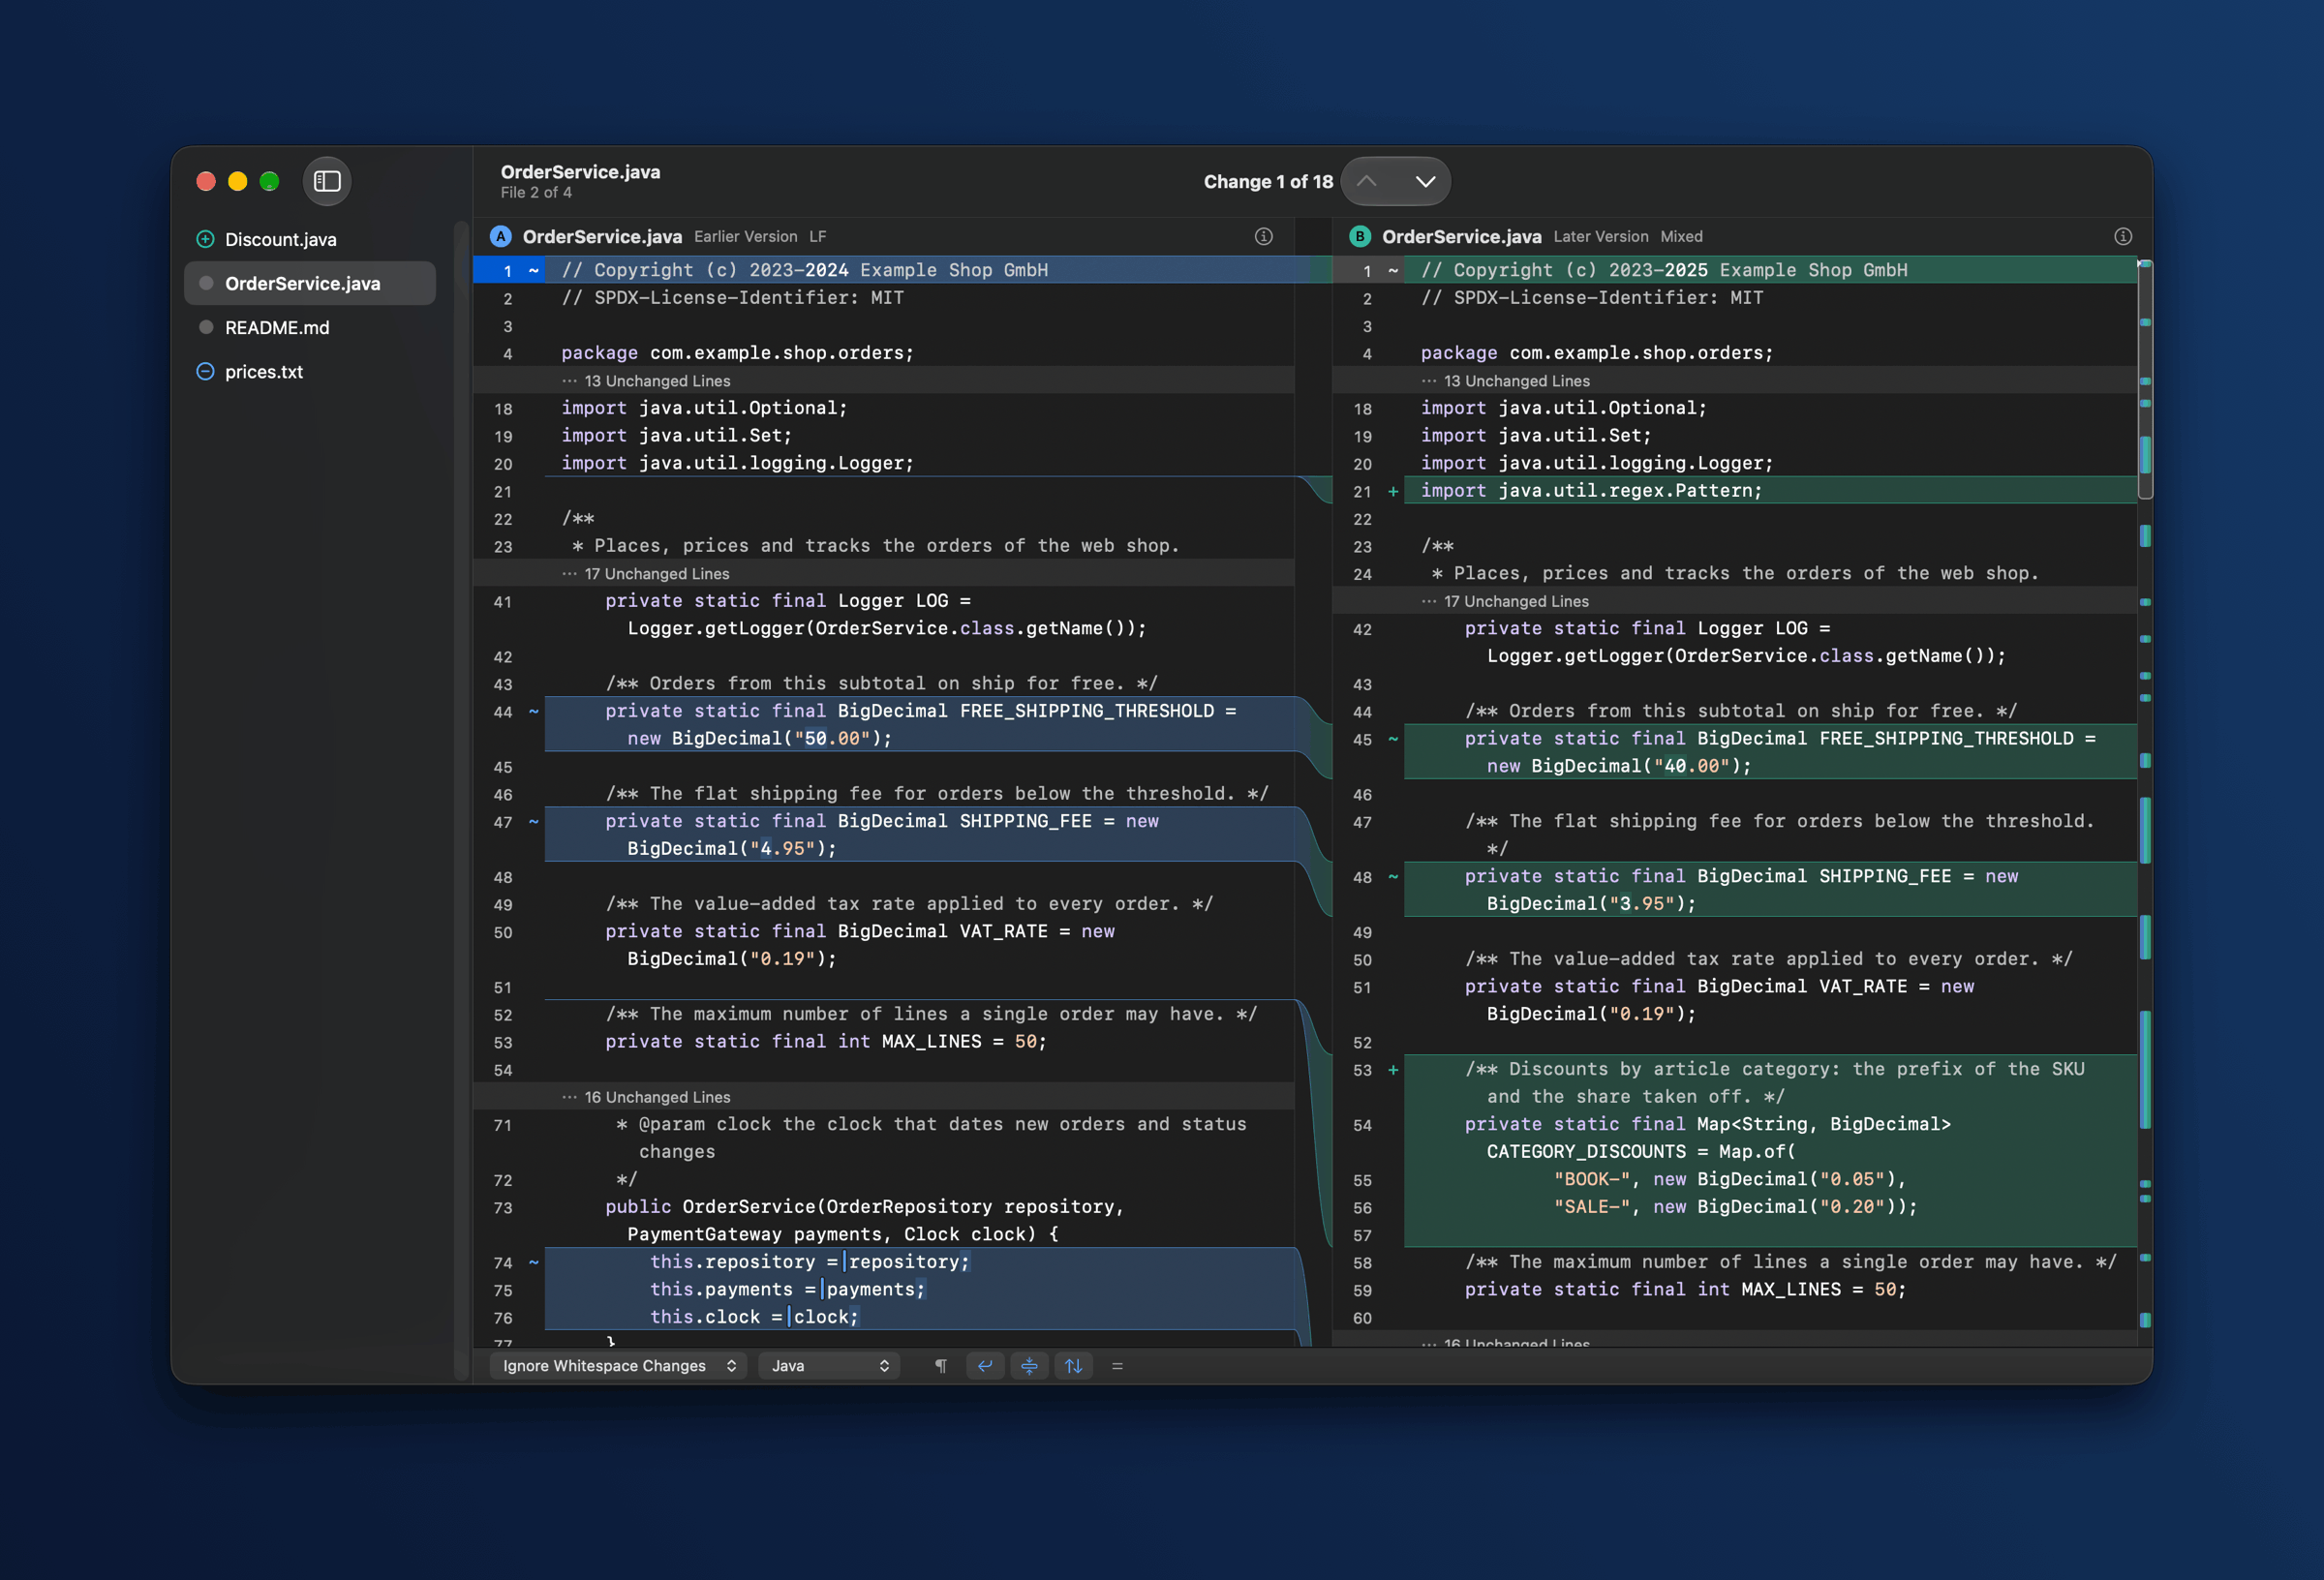 OrderService.java
File 2 of 4
Change 1 of 18
Discount.java
OrderService.java
README.md
prices.txt
A OrderService.java Earlier Version LF
1 ~ // Copyright (c) 2023-2024 Example Shop GmbH
2 // SPDX-License-Identifier: MIT
3
4 package com.example.shop.orders;
··· 13 Unchanged Lines
18 import java.util.Optional;
19 import java.util.Set;
20 import java.util.logging.Logger;
21
22 /**
23 * Places, prices and tracks the orders of the web shop.
··· 17 Unchanged Lines
41 private static final Logger LOG =
Logger.getLogger(OrderService.class.getName());
42
43 /** Orders from this subtotal on ship for free. */
44 ~ private static final BigDecimal FREE_SHIPPING_THRESHOLD =
new BigDecimal("50.00");
45
46 /** The flat shipping fee for orders below the threshold. */
47 ~ private static final BigDecimal SHIPPING_FEE = new
BigDecimal("4.95");
48
49 /** The value-added tax rate applied to every order. */
50 private static final BigDecimal VAT_RATE = new
BigDecimal("0.19");
51
52 /** The maximum number of lines a single order may have. */
53 private static final int MAX_LINES = 50;
54
··· 16 Unchanged Lines
71 * @param clock the clock that dates new orders and status
changes
72 */
73 public OrderService(OrderRepository repository,
PaymentGateway payments, Clock clock) {
74 ~ this.repository = repository;
75 this.payments = payments;
76 this.clock = clock;
77 }
B OrderService.java Later Version Mixed
1 ~ // Copyright (c) 2023-2025 Example Shop GmbH
2 // SPDX-License-Identifier: MIT
3
4 package com.example.shop.orders;
··· 13 Unchanged Lines
18 import java.util.Optional;
19 import java.util.Set;
20 import java.util.logging.Logger;
21 + import java.util.regex.Pattern;
22
23 /**
24 * Places, prices and tracks the orders of the web shop.
··· 17 Unchanged Lines
42 private static final Logger LOG =
Logger.getLogger(OrderService.class.getName());
43
44 /** Orders from this subtotal on ship for free. */
45 ~ private static final BigDecimal FREE_SHIPPING_THRESHOLD =
new BigDecimal("40.00");
46
47 /** The flat shipping fee for orders below the threshold.
*/
48 ~ private static final BigDecimal SHIPPING_FEE = new
BigDecimal("3.95");
49
50 /** The value-added tax rate applied to every order. */
51 private static final BigDecimal VAT_RATE = new
BigDecimal("0.19");
52
53 + /** Discounts by article category: the prefix of the SKU
and the share taken off. */
54 private static final Map<String, BigDecimal>
CATEGORY_DISCOUNTS = Map.of(
55 "BOOK-", new BigDecimal("0.05"),
56 "SALE-", new BigDecimal("0.20"));
57
58 /** The maximum number of lines a single order may have. */
59 private static final int MAX_LINES = 50;
60
··· 16 Unchanged Lines
Ignore Whitespace Changes
Java
¶ =